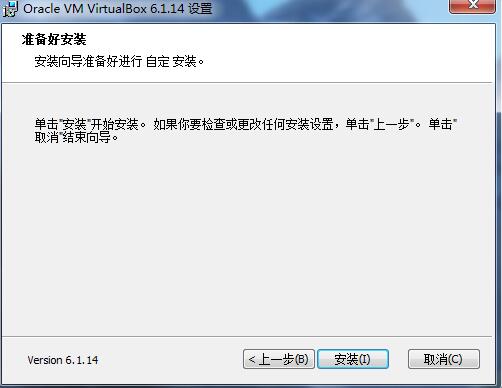 Oracle VM VirtualBox 6.1.14 设置
准备好安装
安装向导准备好进行 自定 安装。
单击"安装"开始安装。 如果你要检查或更改任何安装设置，单击"上一步"。 单击"
取消"结束向导。
Version 6.1.14
< 上一步(B) 安装(I) 取消(C)